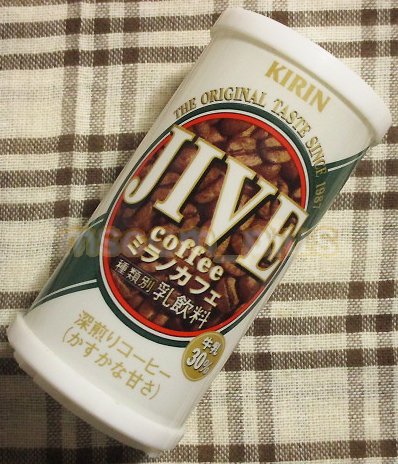 KIRIN
THE ORIGINAL TASTE SINCE 1987
JIVE
coffee
ミラノカフェ
種類別 乳飲料
牛乳
30%
深煎りコーヒー
(かすかな甘さ)